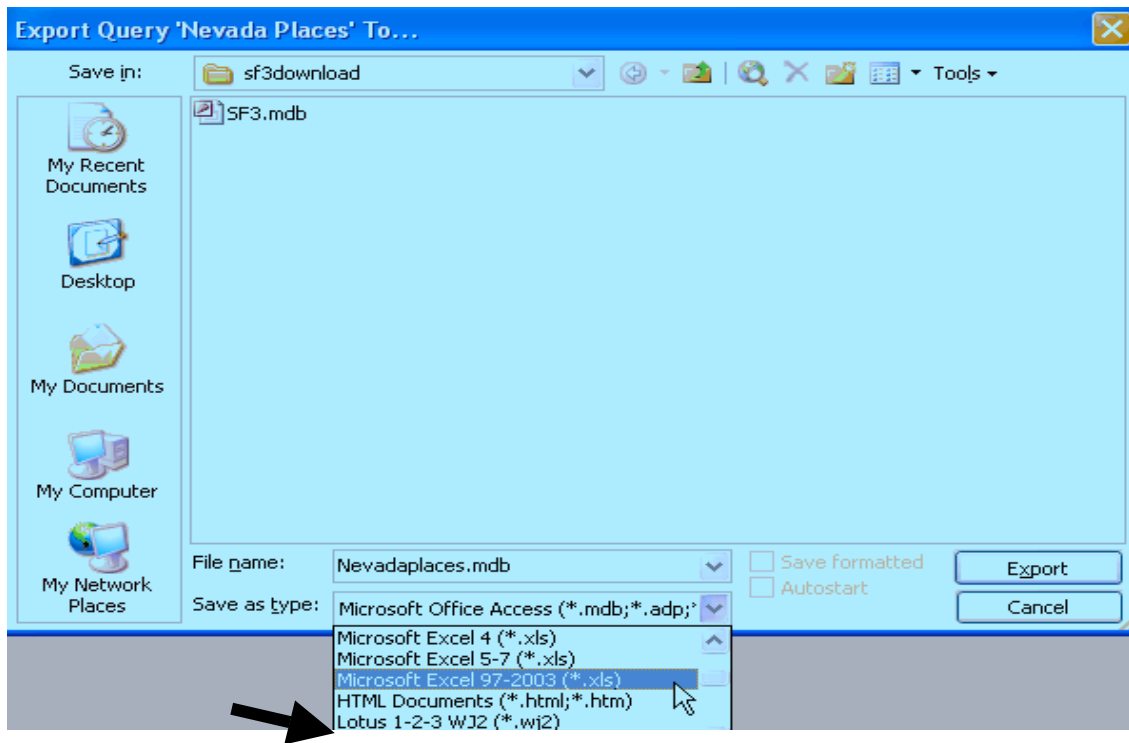 Export Query 'Nevada Places' To...
Save in:
sf3download
Tools
SF3.mdb
My Recent
Documents
Desktop
My Documents
My Computer
My Network
Places
File name:
Nevadaplaces.mdb
Save formatted
Autostart
Export
Save as type:
Microsoft Office Access (*.mdb;*.adp;*
Cancel
Microsoft Excel 4 (*.xls)
Microsoft Excel 5-7 (*.xls)
Microsoft Excel 97-2003 (*.xls)
HTML Documents (*.html;*.htm)
Lotus 1-2-3 WJ2 (*.wj2)